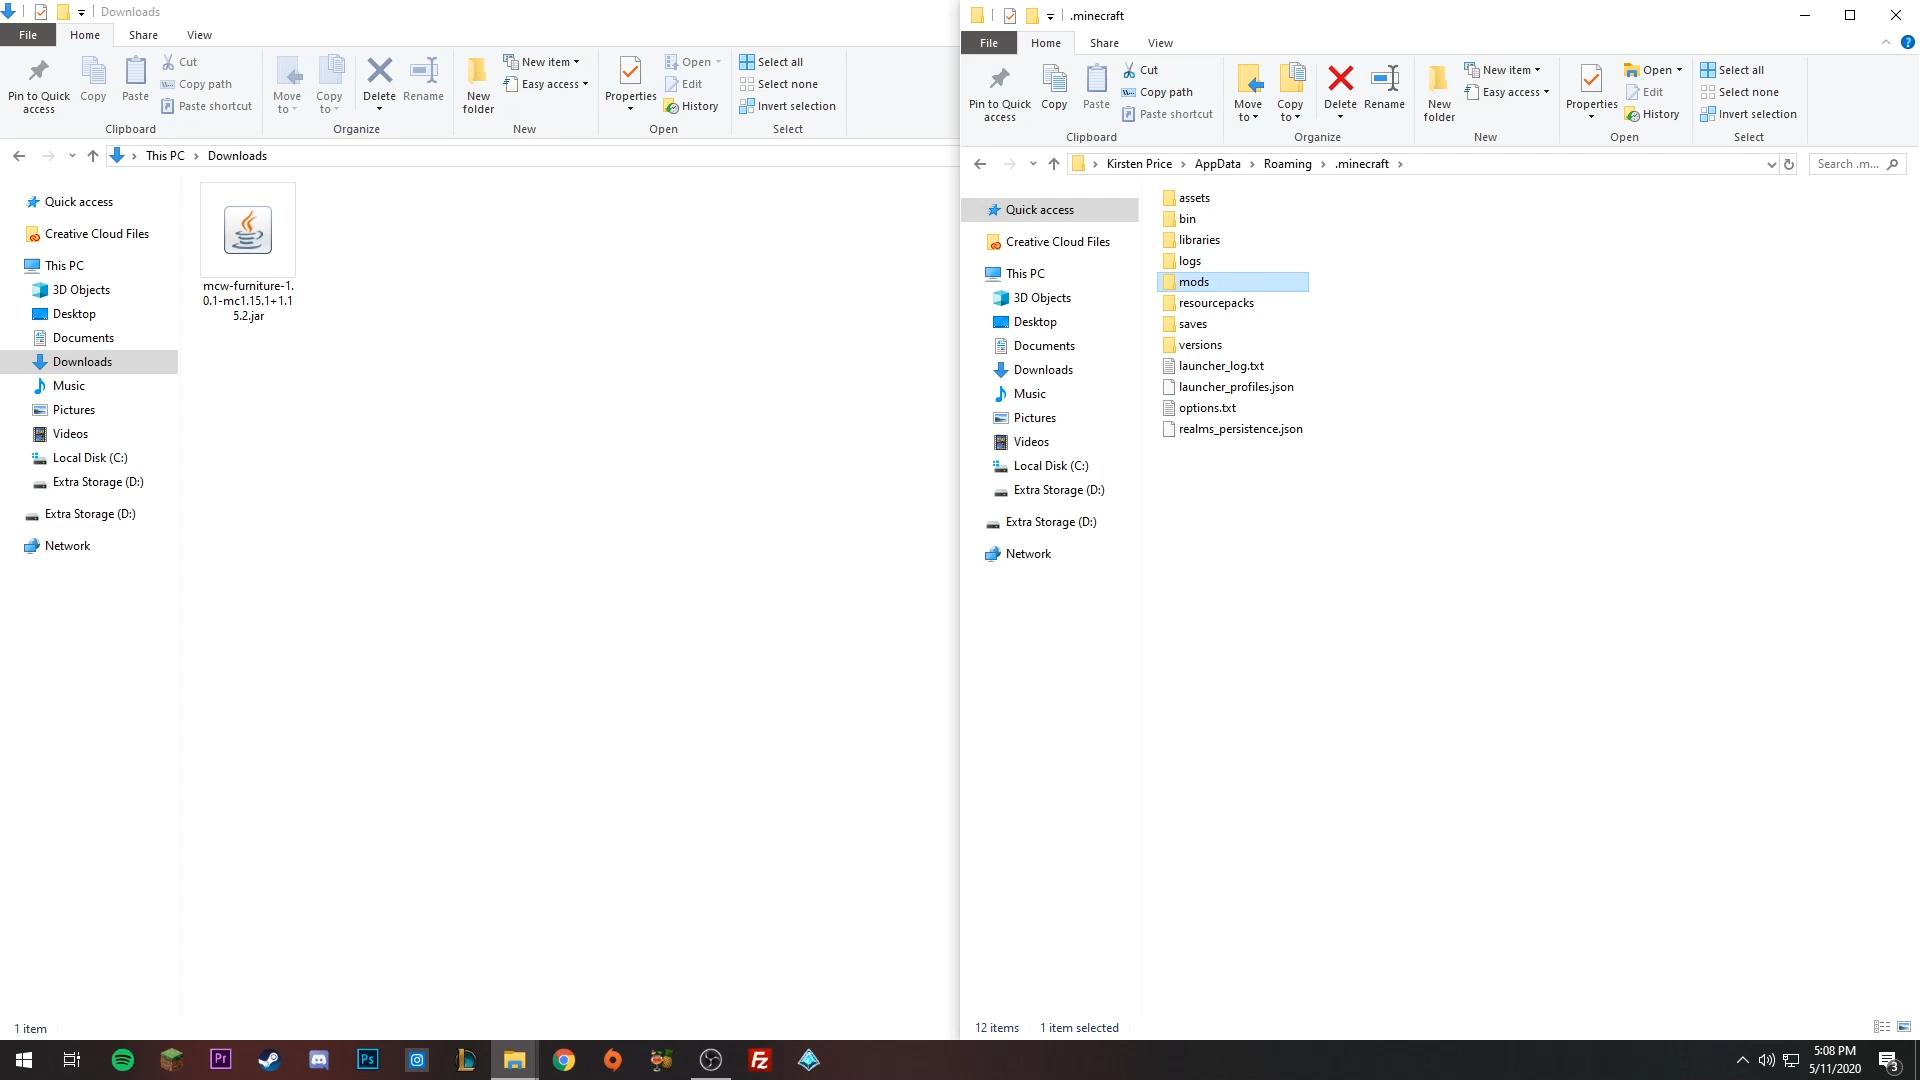 Downloads
File
Home
Share
View
Pin to Quick
access
Copy
Paste
Cut
Copy path
Paste shortcut
Move
to
Copy
to
Delete
Rename
New
folder
New item
Easy access
Properties
Open
Edit
History
Select all
Select none
Invert selection
Clipboard
Organize
New
Open
Select
This PC
Downloads
Quick access
Creative Cloud Files
This PC
3D Objects
Desktop
Documents
Downloads
Music
Pictures
Videos
Local Disk (C:)
Extra Storage (D:)
Extra Storage (D:)
Network
mcw-furniture-1.
0.1-mc1.15.1+1.1
5.2.jar
1 item
.minecraft
File
Home
Share
View
?
Pin to Quick
access
Copy
Paste
Cut
Copy path
Paste shortcut
Move
to
Copy
to
Delete
Rename
New
folder
New item
Easy access
Properties
Open
Edit
History
Select all
Select none
Invert selection
Clipboard
Organize
New
Open
Select
Kirsten Price
AppData
Roaming
.minecraft
Search .m...
Quick access
Creative Cloud Files
This PC
3D Objects
Desktop
Documents
Downloads
Music
Pictures
Videos
Local Disk (C:)
Extra Storage (D:)
Extra Storage (D:)
Network
assets
bin
libraries
logs
mods
resourcepacks
saves
versions
launcher_log.txt
launcher_profiles.json
options.txt
realms_persistence.json
12 items
1 item selected
Pr
Ps
L
Fz
5:08 PM
5/11/2020
3